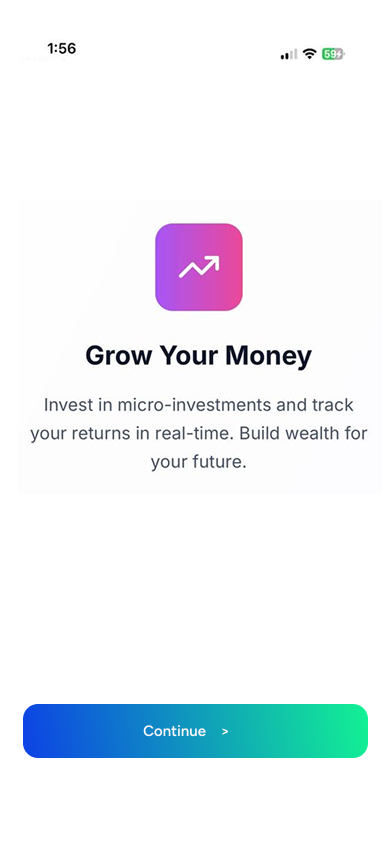 1:56
59
Grow Your Money
Invest in micro-investments and track
your returns in real-time. Build wealth for
your future.
Continue >